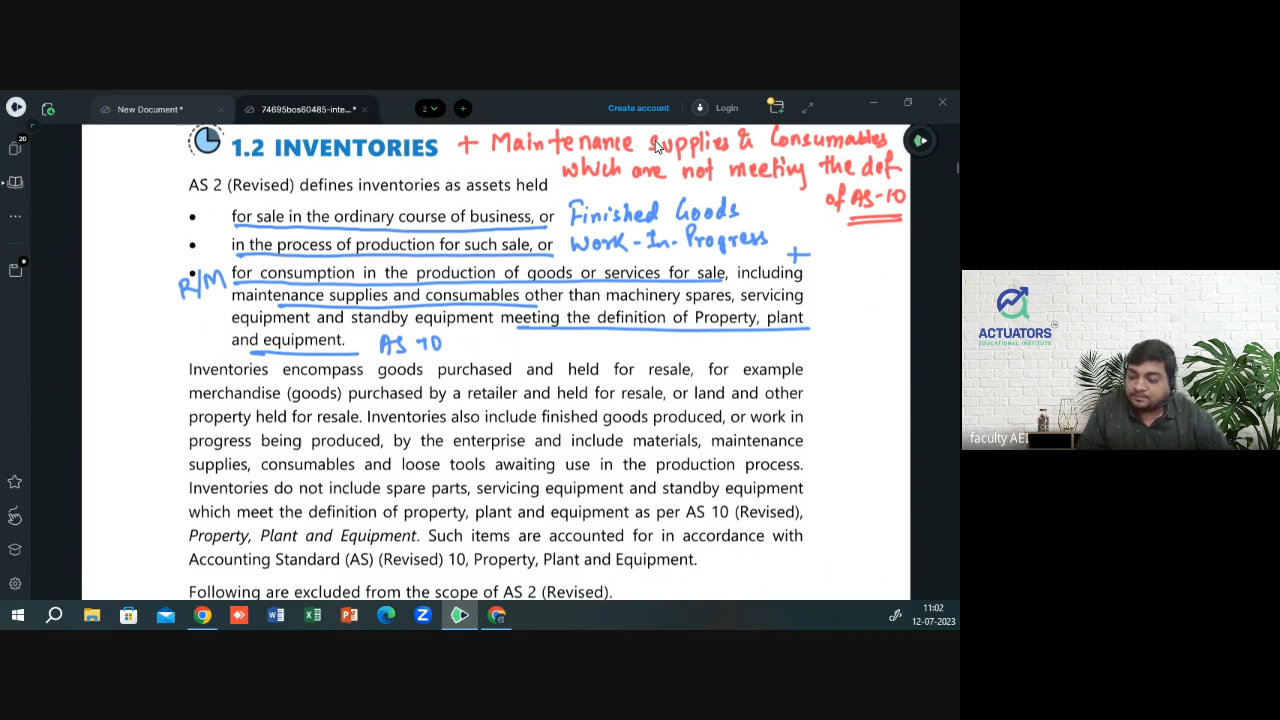 New Document*
74695bos60485-inte... *
2
Create account
Login
20
1.2 INVENTORIES
+ Maintenance Supplies & Consumables
which are not meeting the def
of AS-10
AS 2 (Revised) defines inventories as assets held
• for sale in the ordinary course of business, or Finished Goods
• in the process of production for such sale, or Work-In-Progress
+
R/M • for consumption in the production of goods or services for sale, including
maintenance supplies and consumables other than machinery spares, servicing
equipment and standby equipment meeting the definition of Property, plant
and equipment. AS 10
Inventories encompass goods purchased and held for resale, for example
merchandise (goods) purchased by a retailer and held for resale, or land and other
property held for resale. Inventories also include finished goods produced, or work in
progress being produced, by the enterprise and include materials, maintenance
supplies, consumables and loose tools awaiting use in the production process.
Inventories do not include spare parts, servicing equipment and standby equipment
which meet the definition of property, plant and equipment as per AS 10 (Revised),
Property, Plant and Equipment. Such items are accounted for in accordance with
Accounting Standard (AS) (Revised) 10, Property, Plant and Equipment.
Following are excluded from the scope of AS 2 (Revised).
11:02
12-07-2023
ACTUATORS
EDUCATIONAL INSTITUTE
faculty AEI